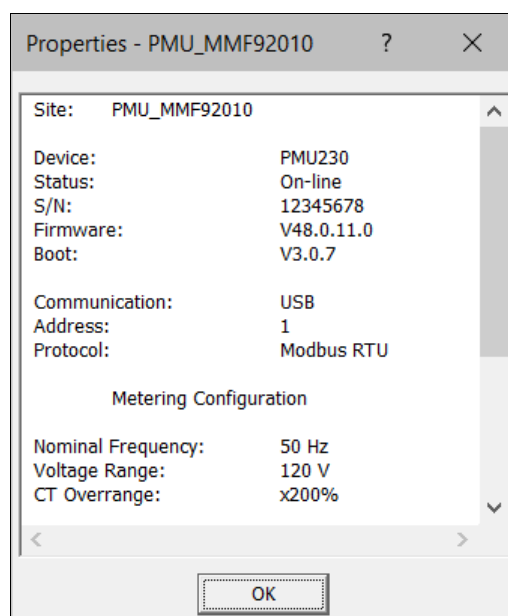 Properties - PMU_MMF92010 ? ×
Site: PMU_MMF92010
Device: PMU230
Status: On-line
S/N: 12345678
Firmware: V48.0.11.0
Boot: V3.0.7
Communication: USB
Address: 1
Protocol: Modbus RTU
Metering Configuration
Nominal Frequency: 50 Hz
Voltage Range: 120 V
CT Overrange: x200%
OK